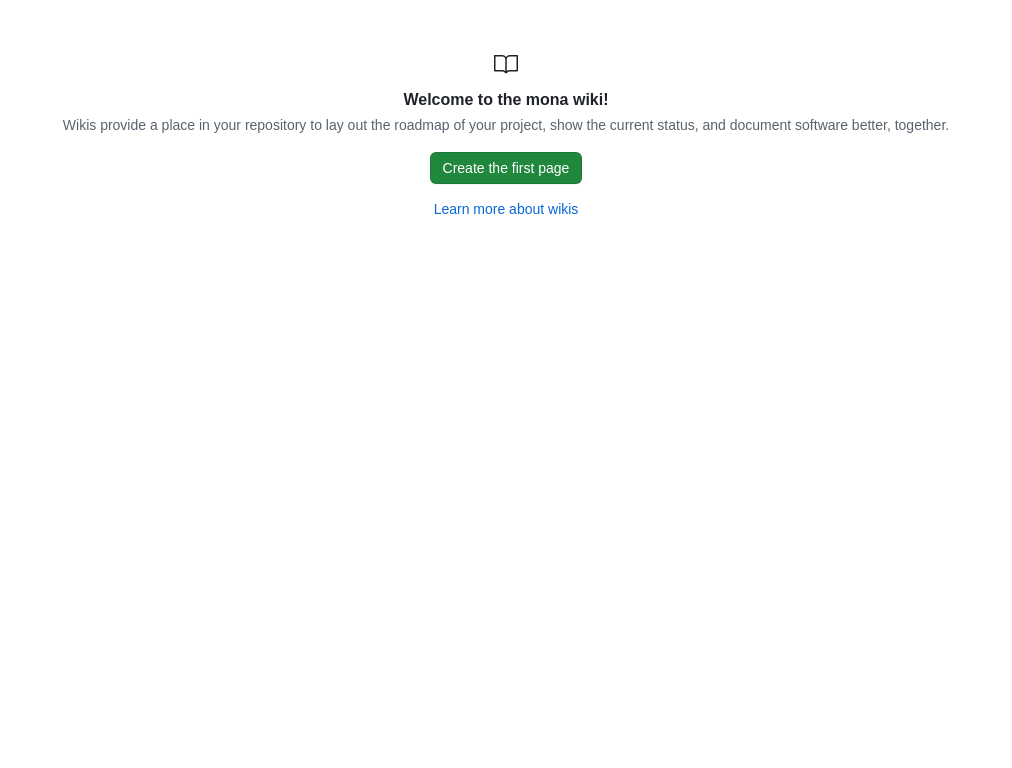 Welcome to the mona wiki!
Wikis provide a place in your repository to lay out the roadmap of your project, show the current status, and document software better, together.
Create the first page
Learn more about wikis